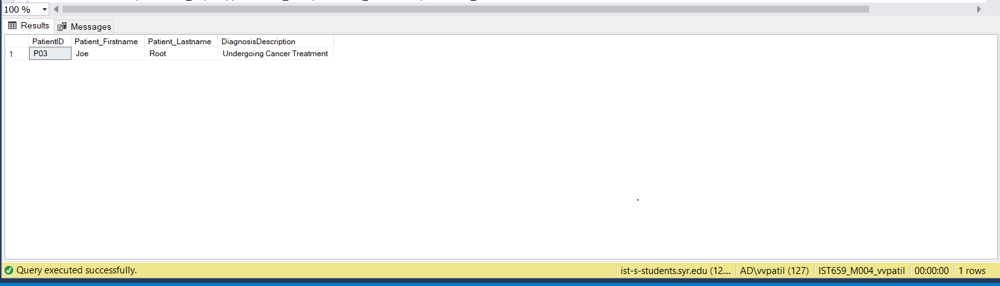 100 %
Results Messages
PatientID Patient_Firstname Patient_Lastname DiagnosisDescription
1 P03 Joe Root Undergoing Cancer Treatment
Query executed successfully. ist-s-students.syr.edu (12.... AD\vvpatil (127) IST659_M004_vvpatil 00:00:00 1 rows